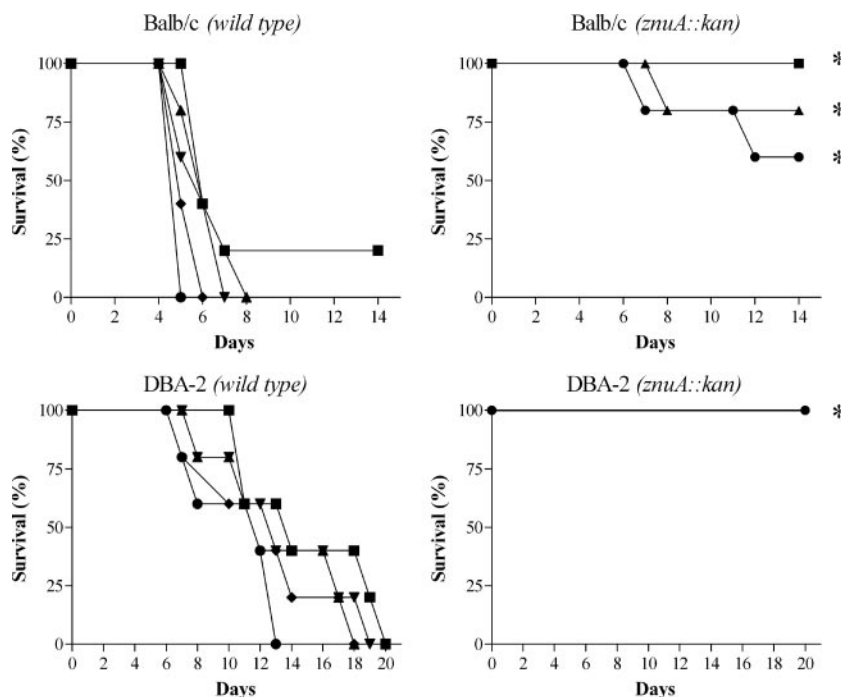 Balb/c (wild type)
100
75
50
25
0
Survival (%)
0 2 4 6 8 10 12 14
Days
Balb/c (znuA::kan)
100
75
50
25
0
Survival (%)
0 2 4 6 8 10 12 14
Days
*
*
*
DBA-2 (wild type)
100
75
50
25
0
Survival (%)
0 2 4 6 8 10 12 14 16 18 20
Days
DBA-2 (znuA::kan)
100
75
50
25
0
Survival (%)
0 2 4 6 8 10 12 14 16 18 20
Days
*